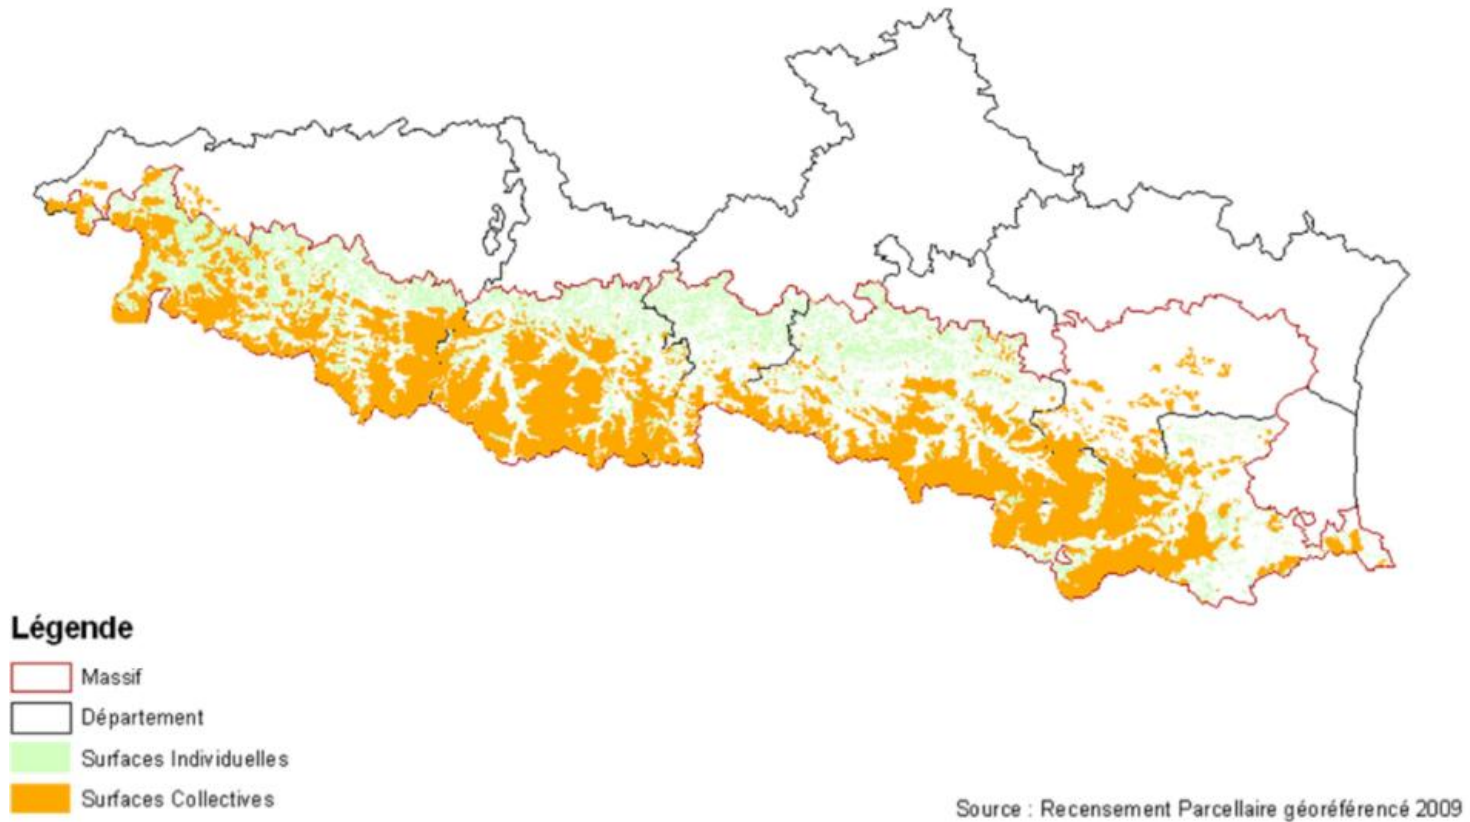 Légende
Massif
Département
Surfaces Individuelles
Surfaces Collectives
Source : Recensement Parcellaire géoréférencé 2009